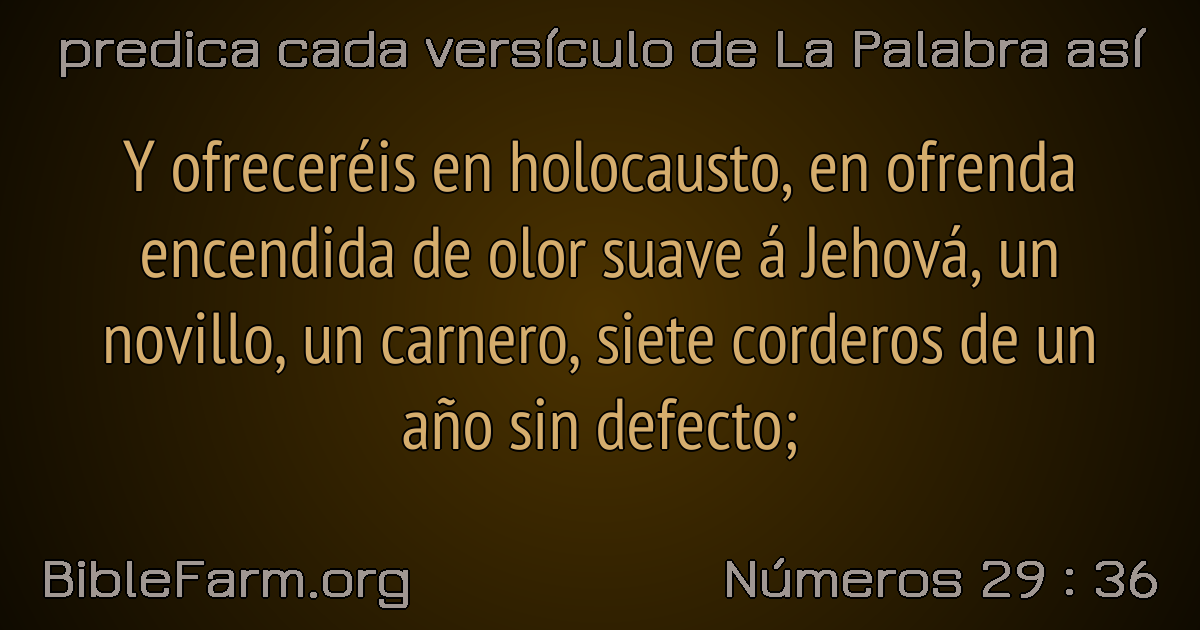 predica cada versículo de La Palabra así
Y ofreceréis en holocausto, en ofrenda
encendida de olor suave á Jehová, un
novillo, un carnero, siete corderos de un
año sin defecto;
BibleFarm.org
Números 29 : 36